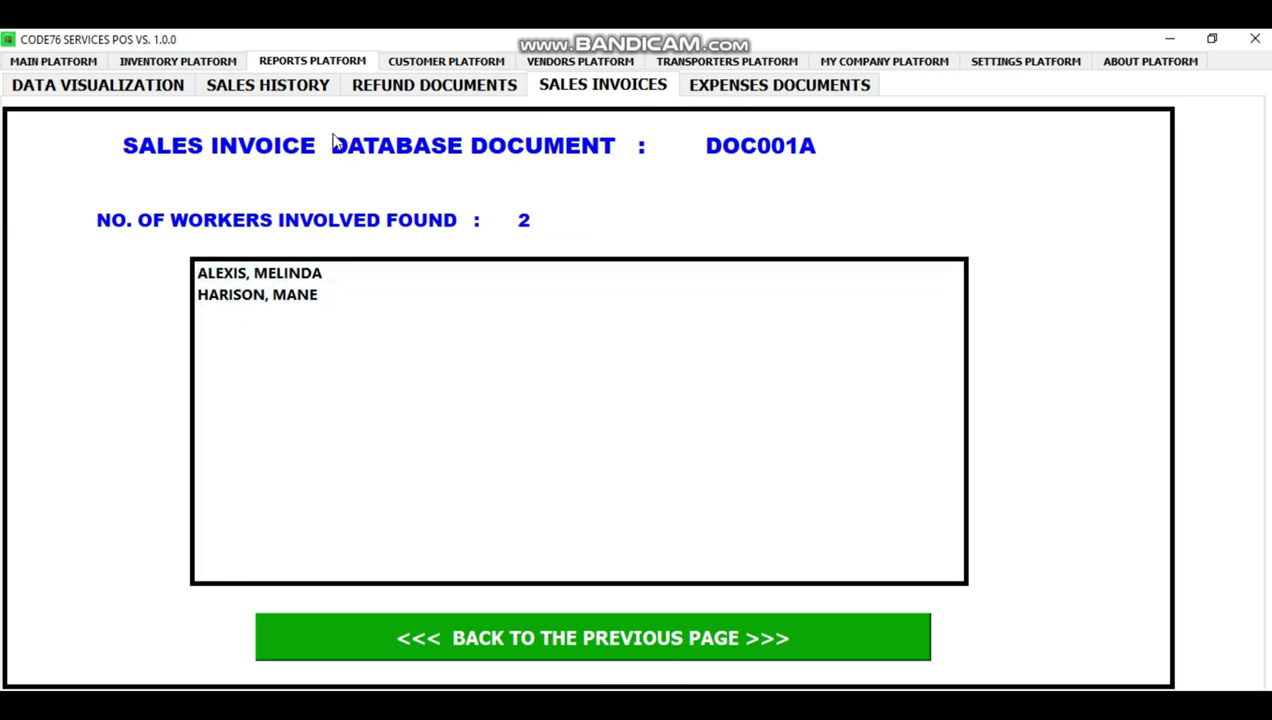 CODE76 SERVICES POS VS. 1.0.0
www.BANDICAM.com
MAIN PLATFORM INVENTORY PLATFORM REPORTS PLATFORM CUSTOMER PLATFORM VENDORS PLATFORM TRANSPORTERS PLATFORM MY COMPANY PLATFORM SETTINGS PLATFORM ABOUT PLATFORM
DATA VISUALIZATION SALES HISTORY REFUND DOCUMENTS SALES INVOICES EXPENSES DOCUMENTS
SALES INVOICE DATABASE DOCUMENT : DOC001A
NO. OF WORKERS INVOLVED FOUND : 2
ALEXIS, MELINDA
HARISON, MANE
<<< BACK TO THE PREVIOUS PAGE >>>